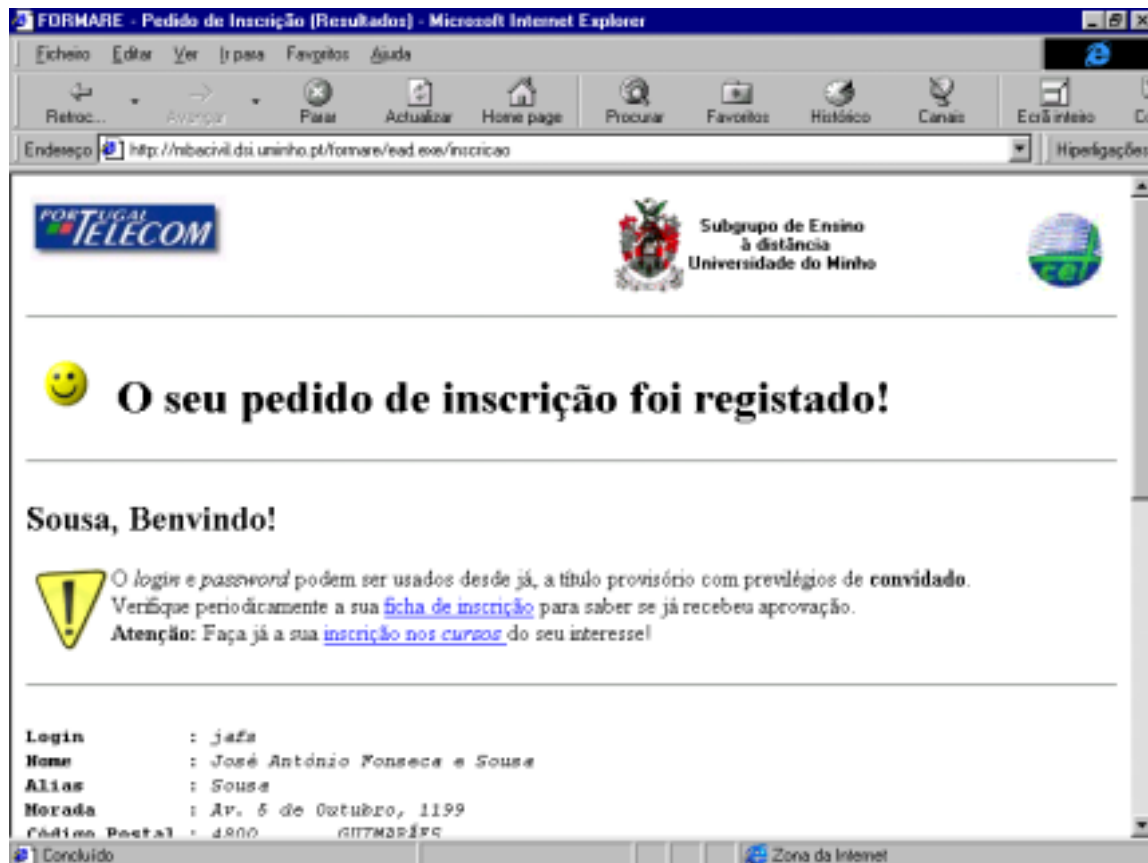 FORMARE - Pedido de Inscrição (Resultados) - Microsoft Internet Explorer
Ficheiro Editar Ver Ir para Favoritos Ajuda
Retroc... Avançar Parar Actualizar Home page Procurar Favoritos Histórico Canais Ecrã inteiro
Endereço http://mbacivil.dsi.uminho.pt/formare/ead.exe/inscricao Hiperligações
PORTUGAL
TELECOM
Subgrupo de Ensino
à distância
Universidade do Minho
O seu pedido de inscrição foi registado!
Sousa, Benvindo!
O login e password podem ser usados desde já, a título provisório com previlégios de convidado.
Verifique periodicamente a sua ficha de inscrição para saber se já recebeu aprovação.
Atenção: Faça já a sua inscrição nos cursos do seu interesse!
Login : jafs
Nome : José António Fonseca e Sousa
Alias : Sousa
Morada : Av. 5 de Outubro, 1199
Código Postal : 4800 GUIMARÃES
Concluído Zona da Internet